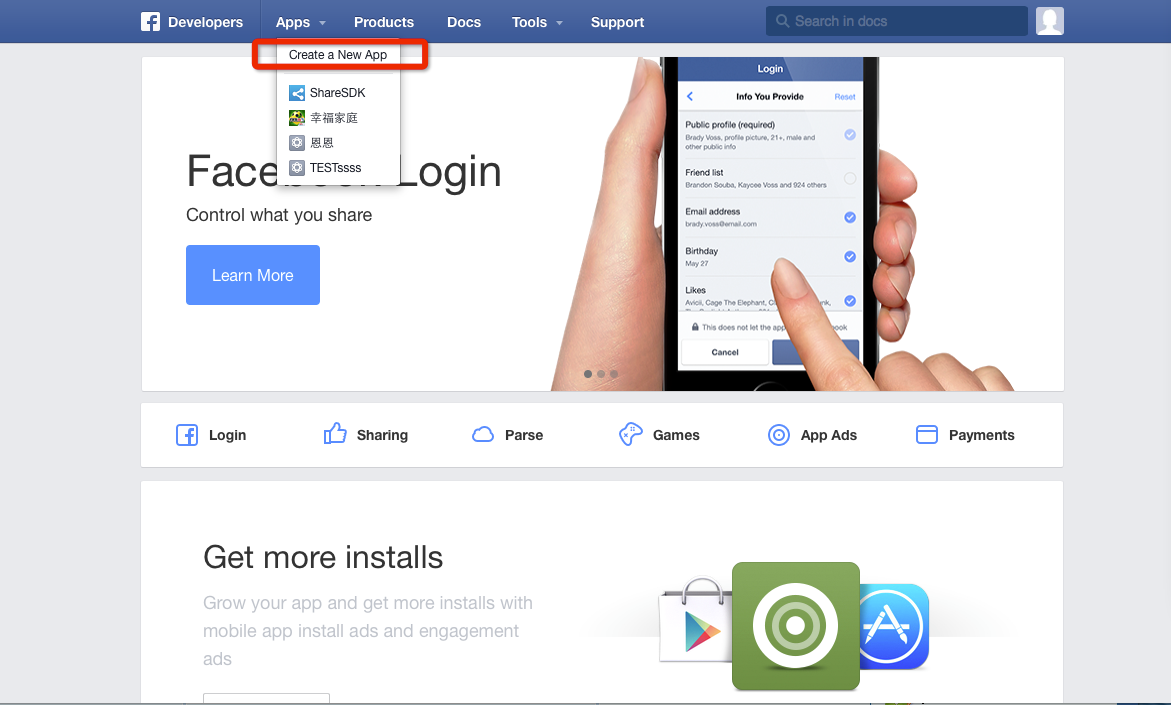 Developers
Apps
Products
Docs
Tools
Support
Search in docs
Create a New App
ShareSDK
幸福家庭
恩恩
TESTssss
Login
Control what you share
Learn More
Login
Info You Provide
Reset
Public profile (required)
Brady Voss, profile picture, 21+, male and
other public info
Friend list
Brandon Souba, Kaycee Voss and 924 others
Email address
brady.voss@email.com
Birthday
May 27
Likes
Avicii, Cage The Elephant,
This does not let the app
Cancel
Login
Sharing
Parse
Games
App Ads
Payments
Get more installs
Grow your app and get more installs with
mobile app install ads and engagement
ads